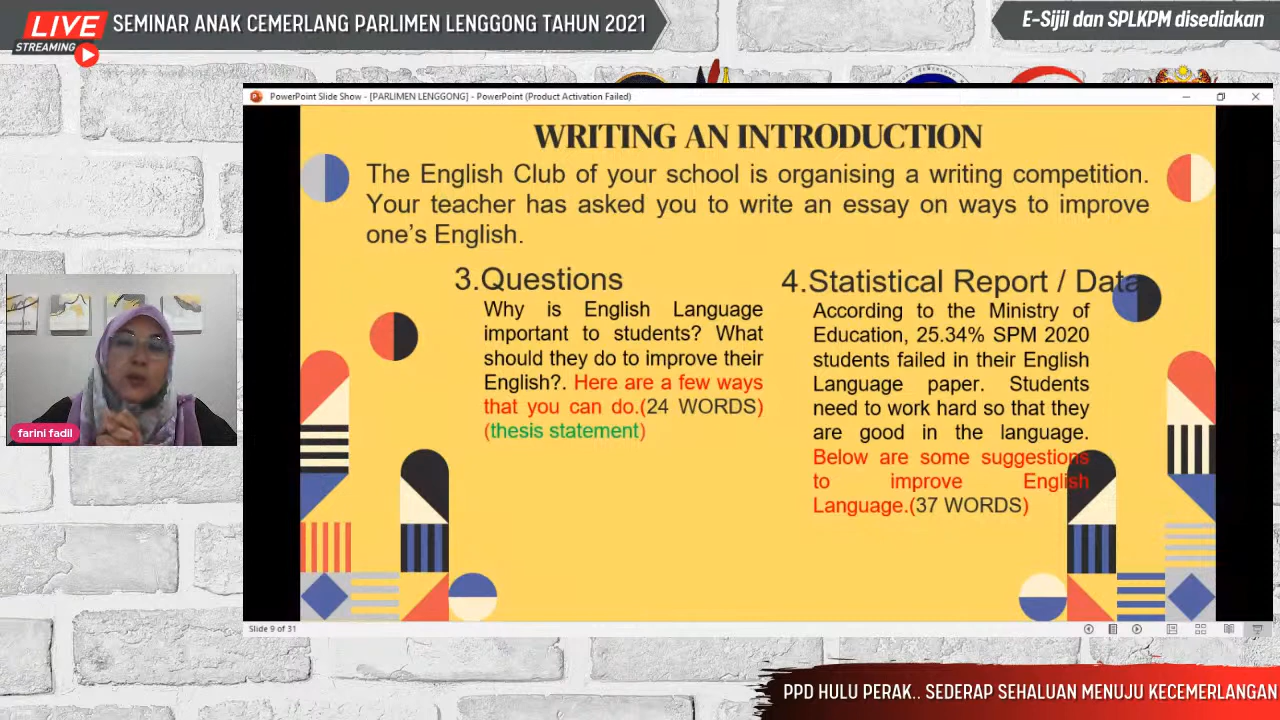 LIVE
STREAMING
SEMINAR ANAK CEMERLANG PARLIMEN LENGGONG TAHUN 2021
E-Sijil dan SPLKPM disediakan
PowerPoint Slide Show - [PARLIMEN LENGGONG] - PowerPoint (Product Activation Failed)
WRITING AN INTRODUCTION
The English Club of your school is organising a writing competition.
Your teacher has asked you to write an essay on ways to improve
one's English.
3.Questions
Why is English Language
important to students? What
should they do to improve their
English?. Here are a few ways
that you can do.(24 WORDS)
(thesis statement)
4.Statistical Report / Data
According to the Ministry of
Education, 25.34% SPM 2020
students failed in their English
Language paper. Students
need to work hard so that they
are good in the language.
Below are some suggestions
to improve English
Language.(37 WORDS)
farini fadil
Slide 9 of 31
PPD HULU PERAK.. SEDERAP SEHALUAN MENUJU KECEMERLANGAN